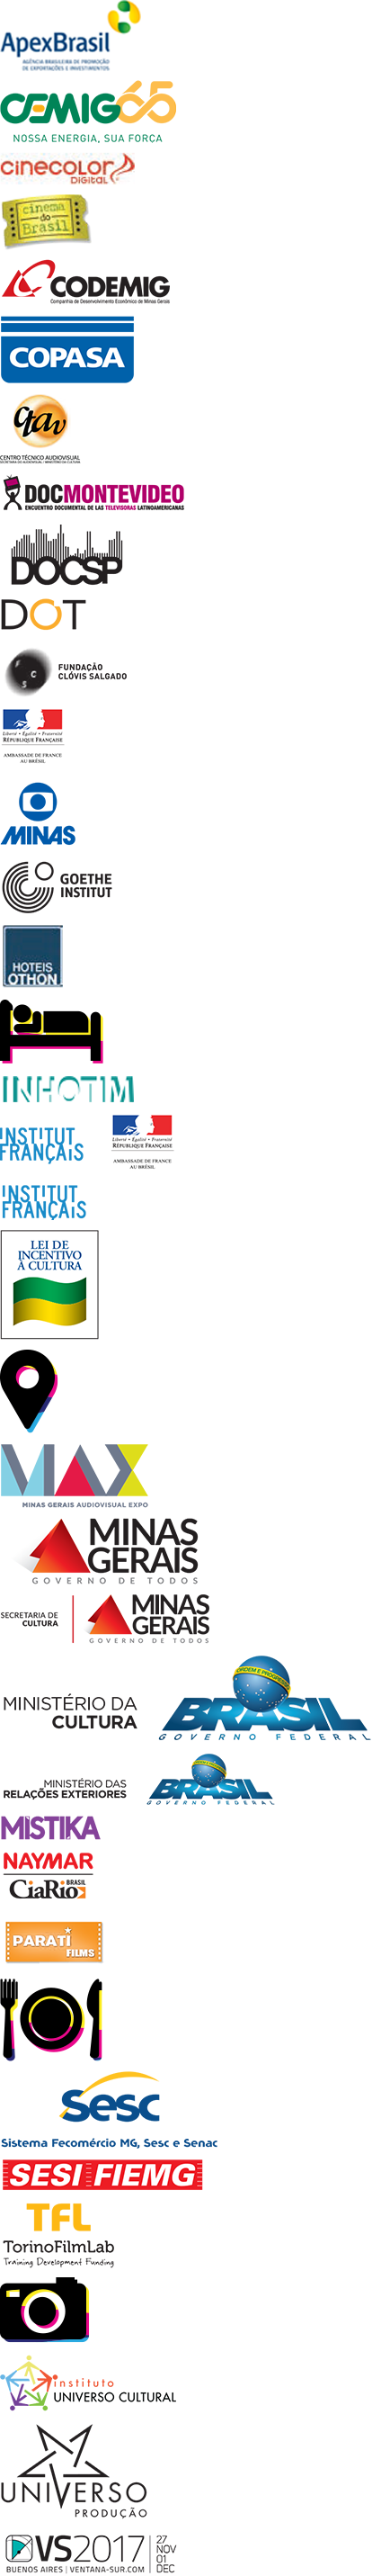 ApexBrasil
AGÊNCIA BRASILEIRA DE PROMOÇÃO
DE EXPORTAÇÕES E INVESTIMENTOS
CEMIG 65
NOSSA ENERGIA, SUA FORÇA
cinecolor
DIGITAL
cinema
do
Brasil
CODEMIG
Companhia de Desenvolvimento Econômico de Minas Gerais
COPASA
ctav
CENTRO TÉCNICO AUDIOVISUAL
SECRETARIA DO AUDIOVISUAL / MINISTÉRIO DA CULTURA
DOCMONTEVIDEO
ENCUENTRO DOCUMENTAL DE LAS TELEVISORAS LATINOAMERICANAS
DOCSP
DOT
F
S
C
FUNDAÇÃO
CLÓVIS SALGADO
Liberté • Égalité • Fraternité
RÉPUBLIQUE FRANÇAISE
AMBASSADE DE FRANCE
AU BRÉSIL
MINAS
GOETHE
INSTITUT
HOTEIS
OTHON
INHOTIM
INSTITUT
FRANÇAIS
Liberté • Égalité • Fraternité
RÉPUBLIQUE FRANÇAISE
AMBASSADE DE FRANCE
AU BRÉSIL
INSTITUT
FRANÇAIS
LEI DE
INCENTIVO
À CULTURA
MAX
MINAS GERAIS AUDIOVISUAL EXPO
MINAS
GERAIS
GOVERNO DE TODOS
SECRETARIA DE
CULTURA
MINAS
GERAIS
GOVERNO DE TODOS
MINISTÉRIO DA
CULTURA
ORDEM E PROGRESSO
BRASIL
GOVERNO FEDERAL
MINISTÉRIO DAS
RELAÇÕES EXTERIORES
BRASIL
GOVERNO FEDERAL
MISTIKA
NAYMAR
CiaRio BRASIL
PARATI
FILMS
Sesc
Sistema Fecomércio MG, Sesc e Senac
SESI FIEMG
TFL
TorinoFilmLab
Training Development Funding
instituto
UNIVERSO CULTURAL
UNIVERSO
PRODUÇÃO
VS2017
BUENOS AIRES | VENTANA-SUR.COM
27
NOV
01
DEC